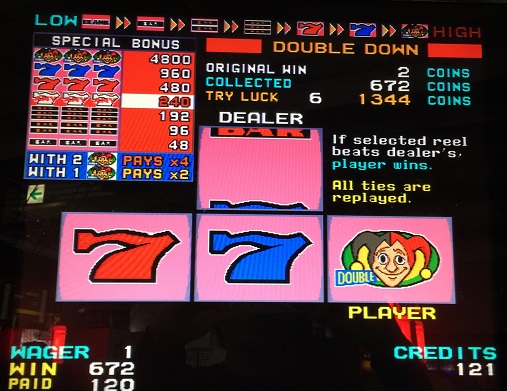 LOW HIGH
SPECIAL BONUS
4800
960
480
240
192
96
48
WITH 2 PAYS x4
WITH 1 PAYS x2
DOUBLE DOWN
ORIGINAL WIN 2 COINS
COLLECTED 672 COINS
TRY LUCK 6 1344 COINS
DEALER
BAR
If selected reel
beats dealer's,
player wins.
All ties are
replayed.
7 7 DOUBLE
PLAYER
WAGER 1
WIN 672
PAID 120
CREDITS
121